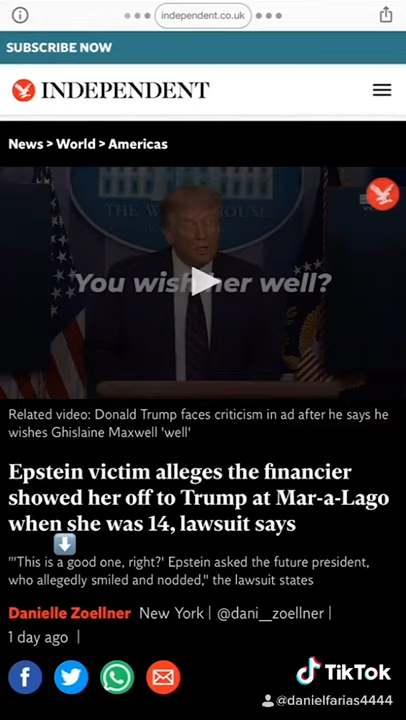 independent.co.uk
SUBSCRIBE NOW
INDEPENDENT
News > World > Americas
THE WHITE HOUSE
You wish her well?
Related video: Donald Trump faces criticism in ad after he says he
wishes Ghislaine Maxwell 'well'
Epstein victim alleges the financier
showed her off to Trump at Mar-a-Lago
when she was 14, lawsuit says
"'This is a good one, right?' Epstein asked the future president,
who allegedly smiled and nodded," the lawsuit states
Danielle Zoellner New York | @dani__zoellner |
1 day ago |
TikTok
@danielfarias4444